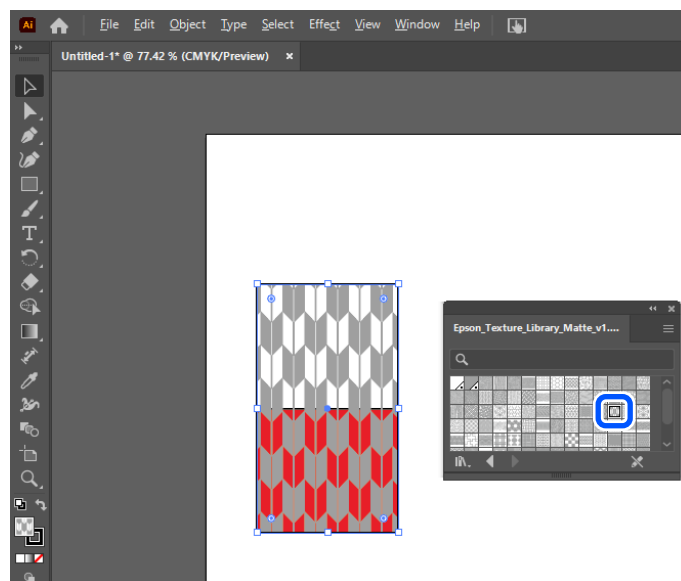 Ai File Edit Object Type Select Effect View Window Help
Untitled-1* @ 77.42 % (CMYK/Preview) ×
Epson_Texture_Library_Matte_v1....